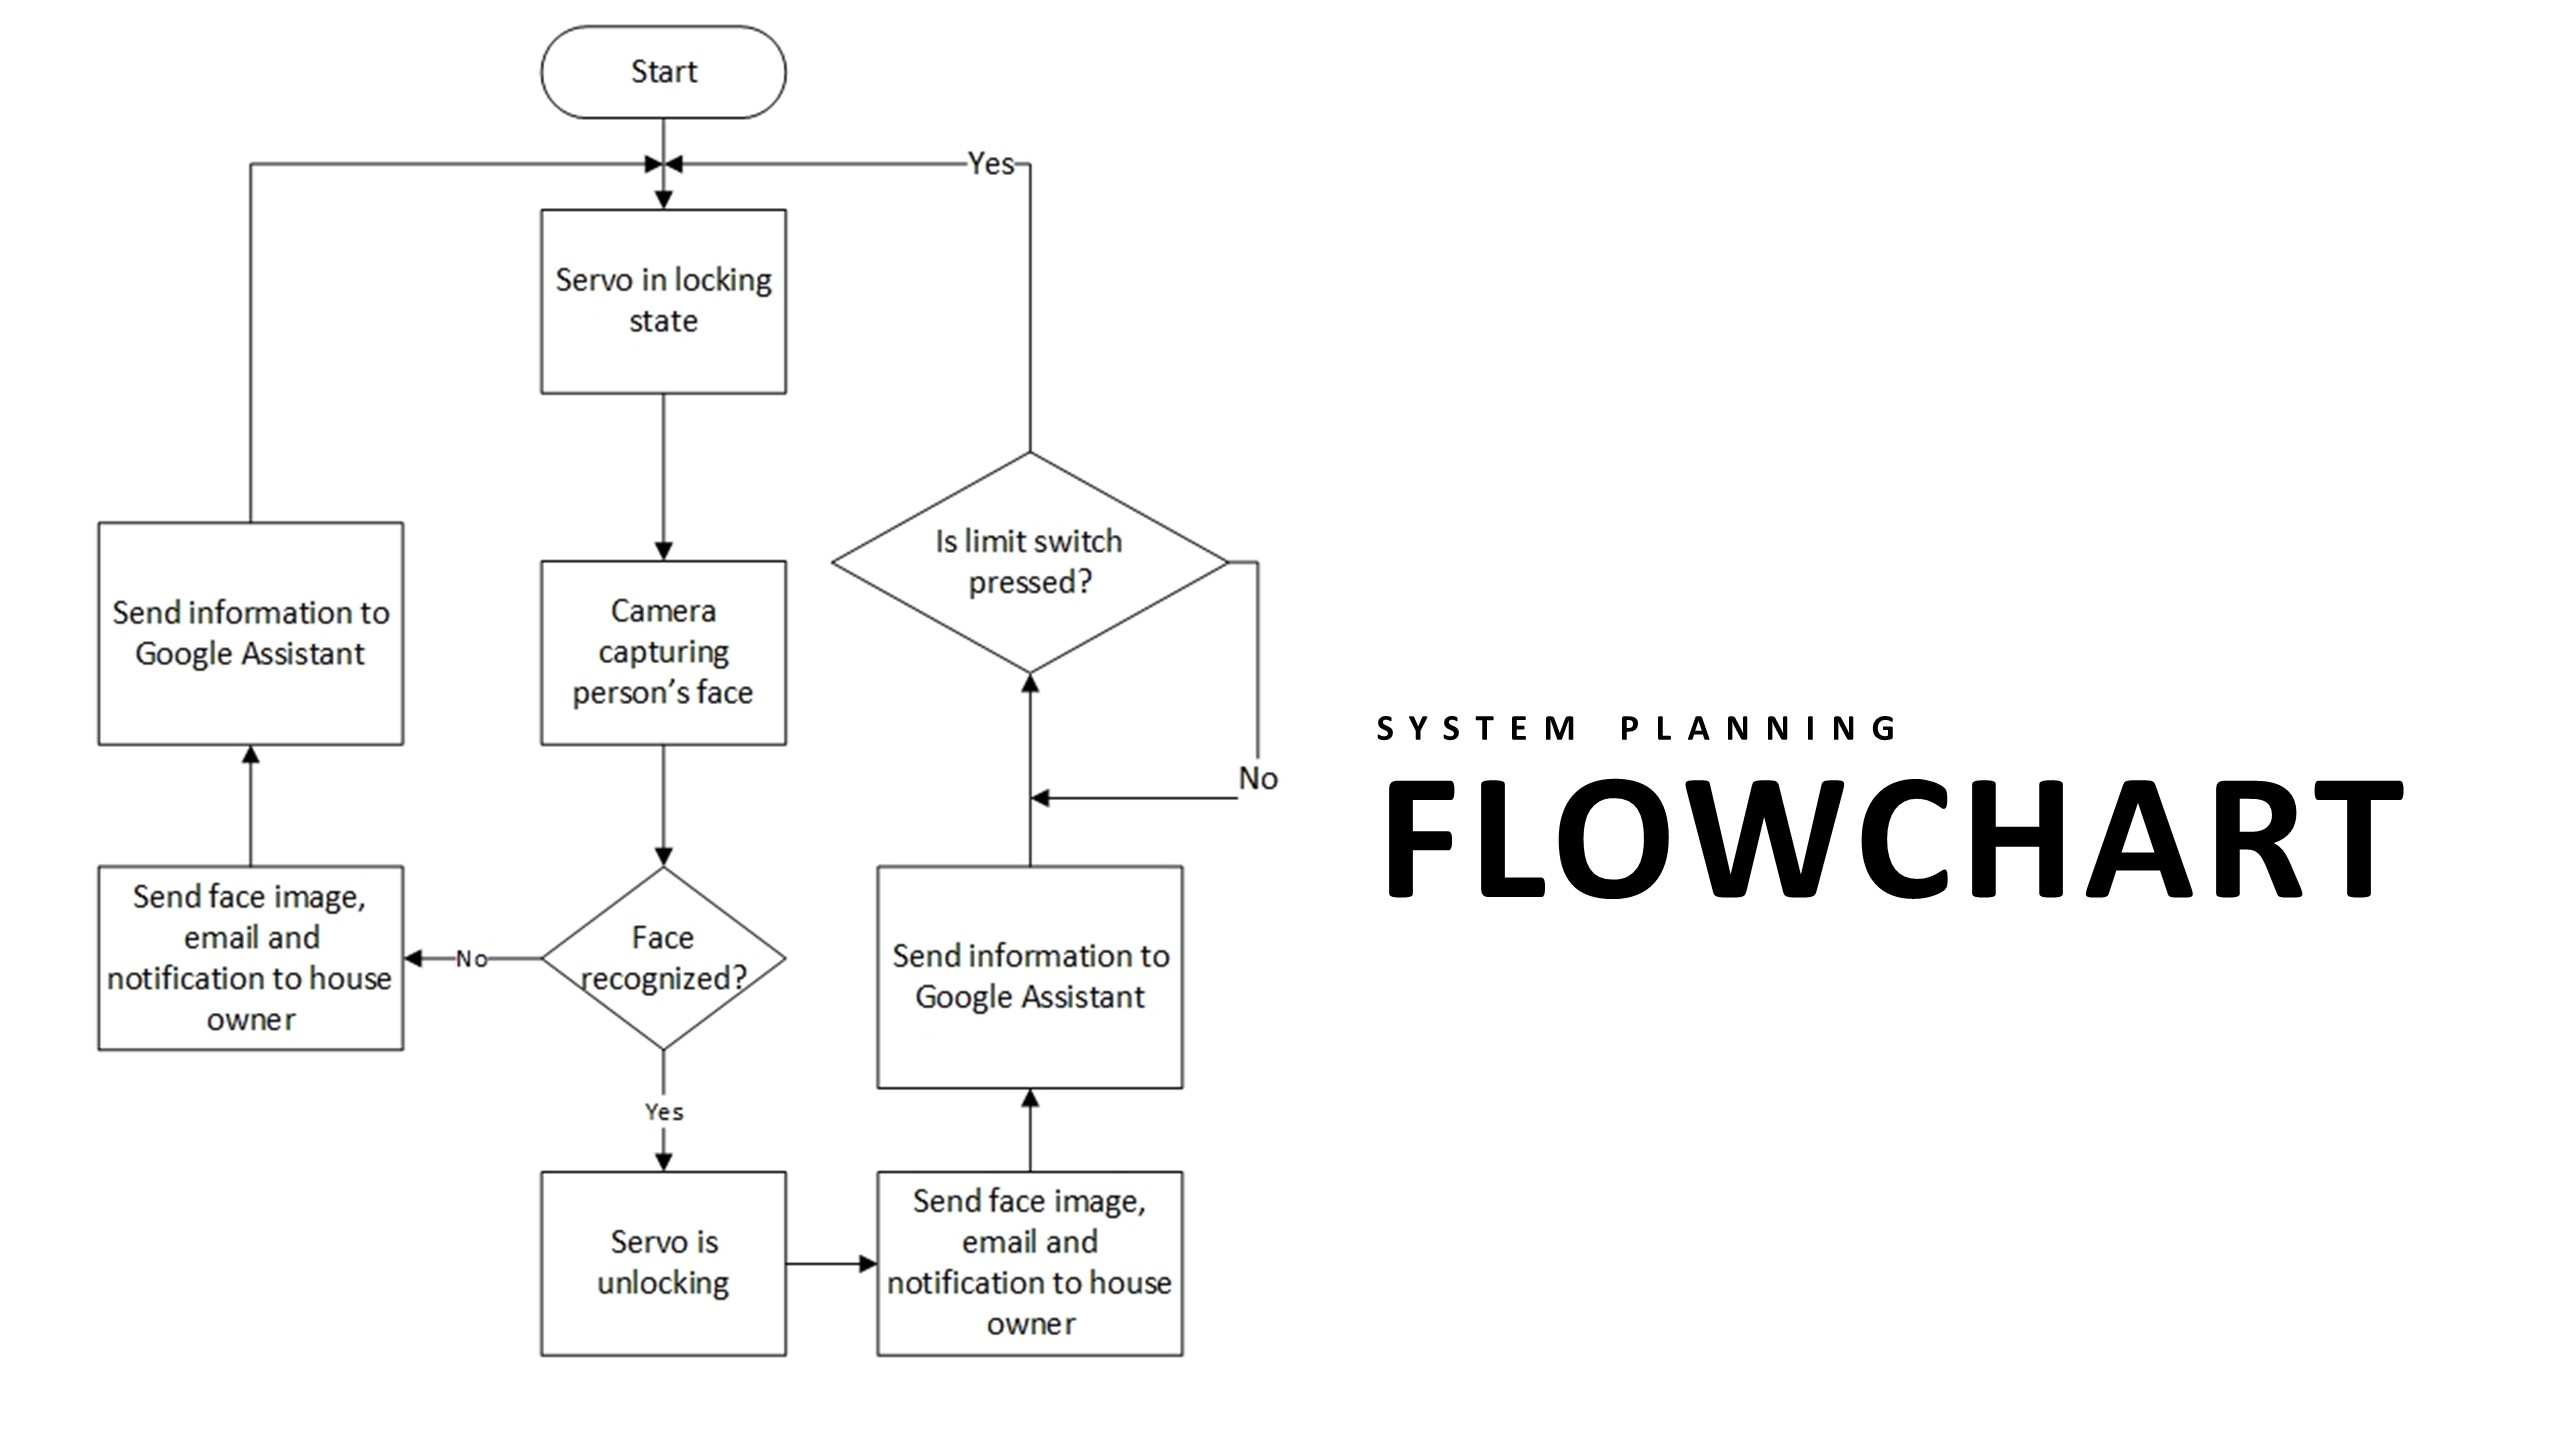 Start
Yes
Servo in locking
state
Is limit switch
pressed?
Send information to
Google Assistant
Camera
capturing
person’s face
No
SYSTEM PLANNING
FLOWCHART
Send face image,
email and
notification to house
owner
No
Face
recognized?
Send information to
Google Assistant
Yes
Servo is
unlocking
Send face image,
email and
notification to house
owner